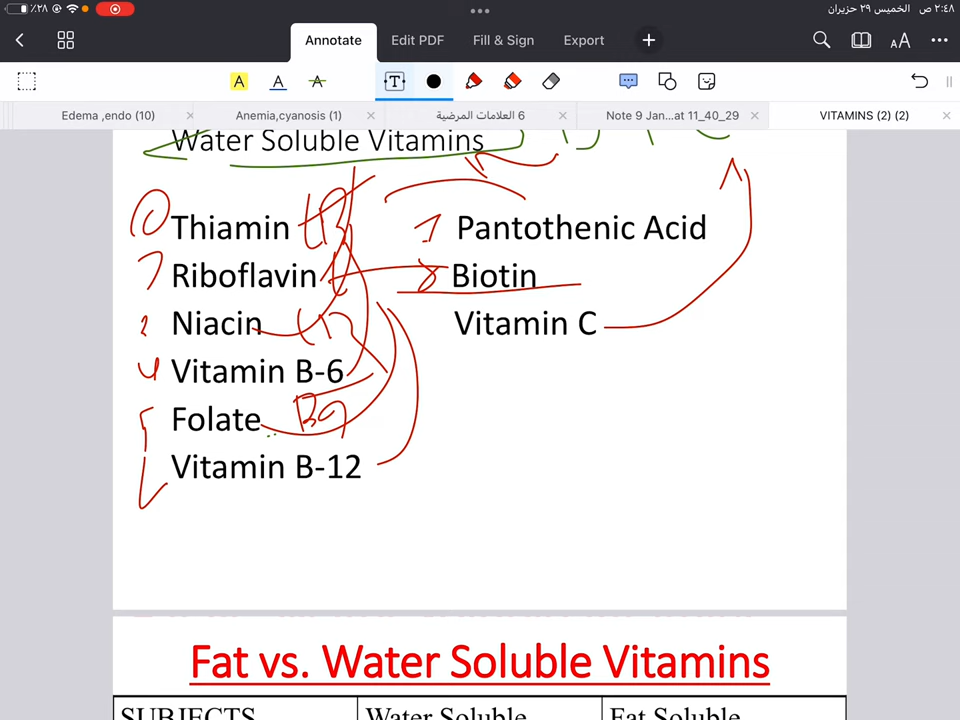 ٢:٤٨ ص الخميس ٢٩ حزيران
٪٢٨
Annotate
Edit PDF
Fill & Sign
Export
Edema ,endo (10)
Anemia,cyanosis (1)
6 العلامات المرضية
Note 9 Jan...at 11_40_29
VITAMINS (2) (2)
Water Soluble Vitamins
Thiamin
Riboflavin
Niacin
Vitamin B-6
Folate B9
Vitamin B-12
Pantothenic Acid
Biotin
Vitamin C
Fat vs. Water Soluble Vitamins
SUBJECTS
Water Soluble
Fat Soluble